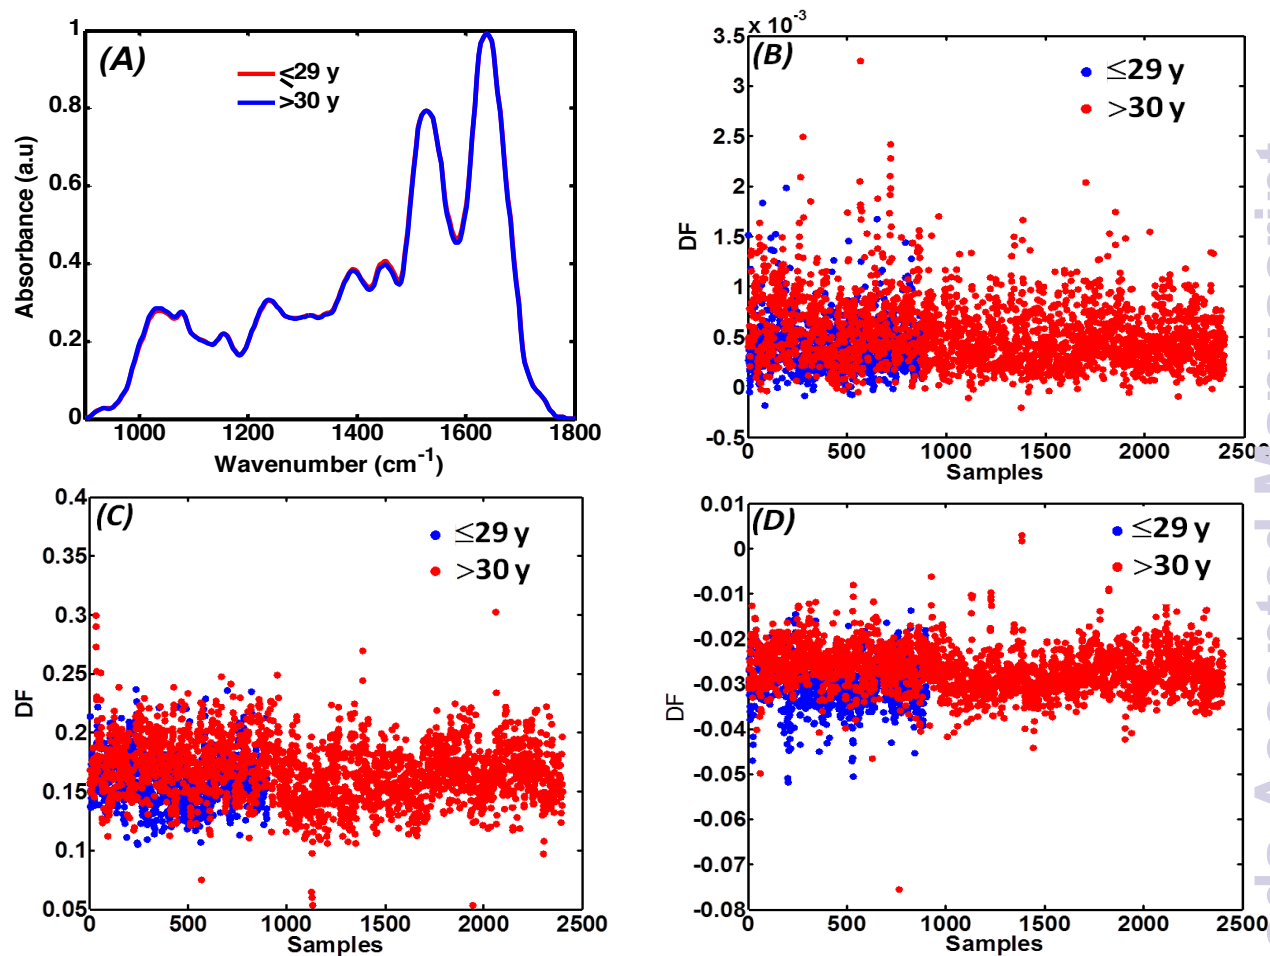 (A)
1
0.8
0.6
0.4
0.2
0
Absorbance (a.u)
≤29 y
>30 y
1000 1200 1400 1600 1800
Wavenumber (cm-1)
(B)
x 10-3
3.5
3
2.5
2
1.5
1
0.5
0
-0.5
DF
≤29 y
>30 y
0 500 1000 1500 2000 2500
Samples
(C)
0.4
0.35
0.3
0.25
0.2
0.15
0.1
0.05
DF
≤29 y
>30 y
0 500 1000 1500 2000 2500
Samples
(D)
0.01
0
-0.01
-0.02
-0.03
-0.04
-0.05
-0.06
-0.07
-0.08
DF
≤29 y
>30 y
0 500 1000 1500 2000 2500
Samples
Accepted Manuscript